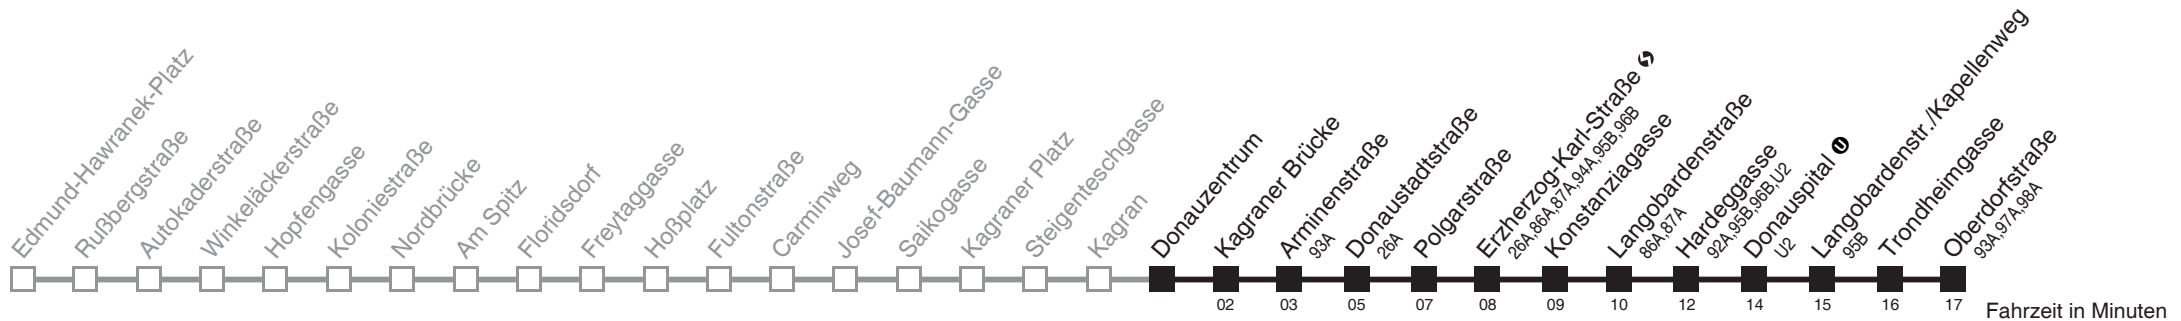 Edmund-Hawranek-Platz
Rußbergstraße
Autokaderstraße
Winkeläckerstraße
Hopfengasse
Koloniestraße
Nordbrücke
Am Spitz
Floridsdorf
Freytaggasse
Hoßplatz
Fultonstraße
Carminweg
Josef-Baumann-Gasse
Saikogasse
Kagraner Platz
Steigenteschgasse
Kagran
Donauzentrum
Kagraner Brücke
Arminenstraße
93A
Donaustadtstraße
26A
Polgarstraße
Erzherzog-Karl-Straße
26A,86A,87A,94A,95B,96B
Konstanziagasse
Langobardenstraße
86A,87A
Hardeggasse
92A,95B,96B,U2
Donauspital U
U2
Langobardenstr./Kapellenweg
95B
Trondheimgasse
Oberdorfstraße
93A,97A,98A
02 03 05 07 08 09 10 12 14 15 16 17 Fahrzeit in Minuten